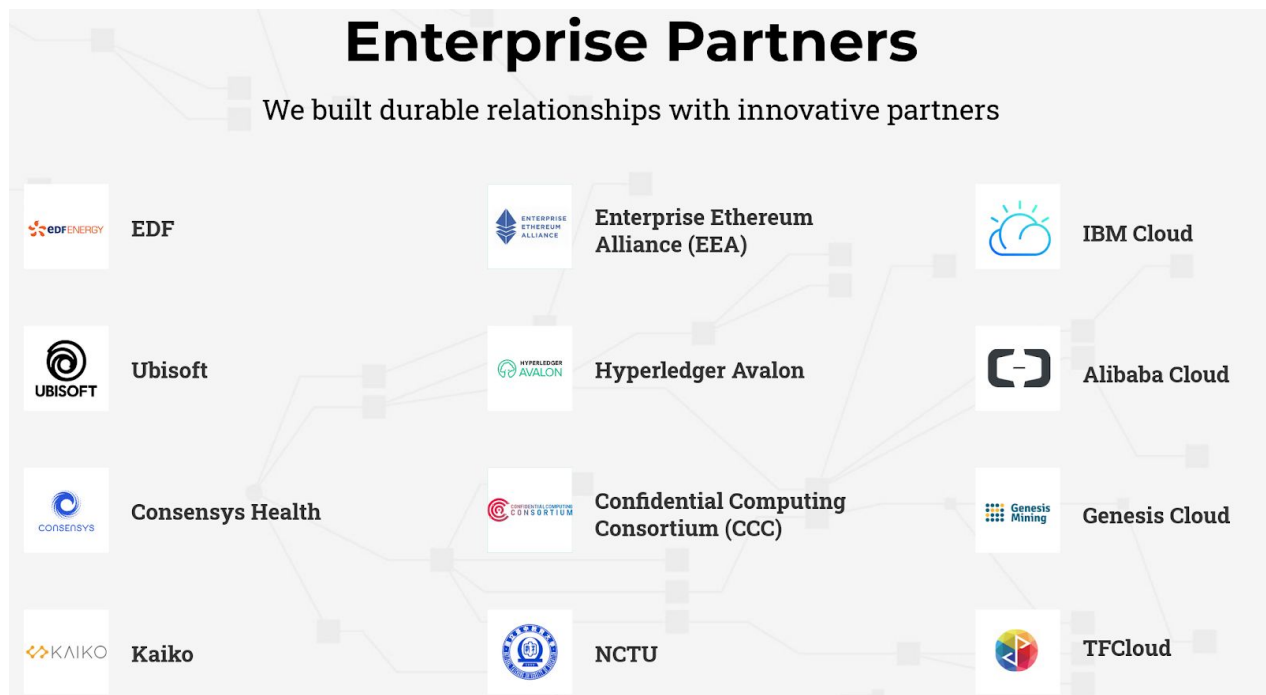 Enterprise Partners
We built durable relationships with innovative partners
EDF ENERGY
EDF
ENTERPRISE
ETHEREUM
ALLIANCE
Enterprise Ethereum
Alliance (EEA)
IBM Cloud
UBISOFT
Ubisoft
HYPERLEDGER
AVALON
Hyperledger Avalon
Alibaba Cloud
CONSENSYS
Consensys Health
CONFIDENTIAL COMPUTING
CONSORTIUM
Confidential Computing
Consortium (CCC)
Genesis
Mining
Genesis Cloud
KAIKO
Kaiko
NCTU
TFCloud